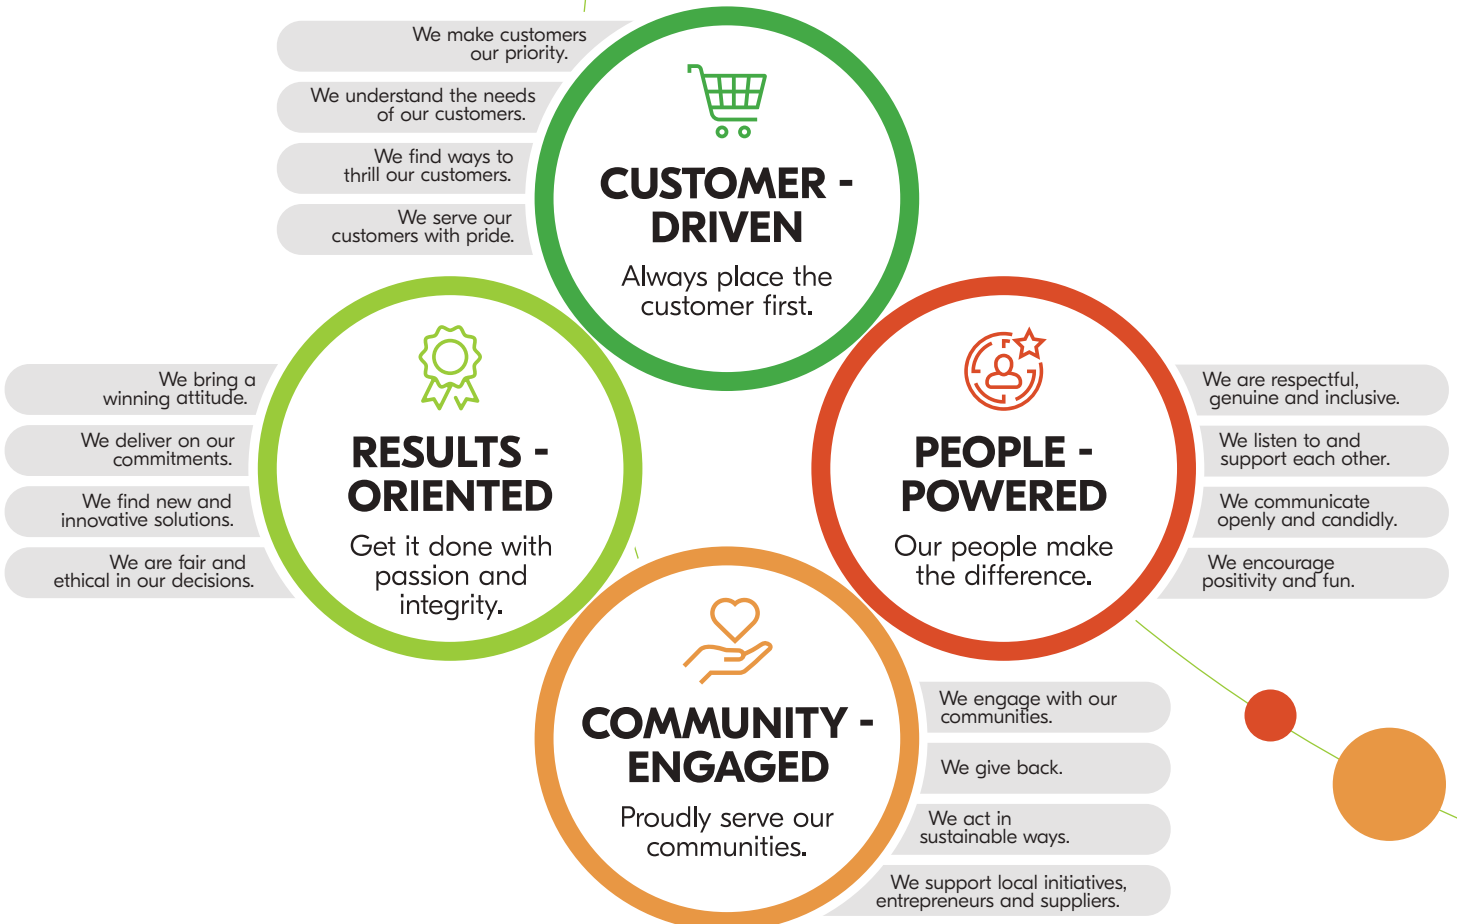 We make customers
our priority.
We understand the needs
of our customers.
We find ways to
thrill our customers.
We serve our
customers with pride.
CUSTOMER -
DRIVEN
Always place the
customer first.
We bring a
winning attitude.
We deliver on our
commitments.
We find new and
innovative solutions.
We are fair and
ethical in our decisions.
RESULTS -
ORIENTED
Get it done with
passion and
integrity.
PEOPLE -
POWERED
Our people make
the difference.
We are respectful,
genuine and inclusive.
We listen to and
support each other.
We communicate
openly and candidly.
We encourage
positivity and fun.
COMMUNITY -
ENGAGED
Proudly serve our
communities.
We engage with our
communities.
We give back.
We act in
sustainable ways.
We support local initiatives,
entrepreneurs and suppliers.